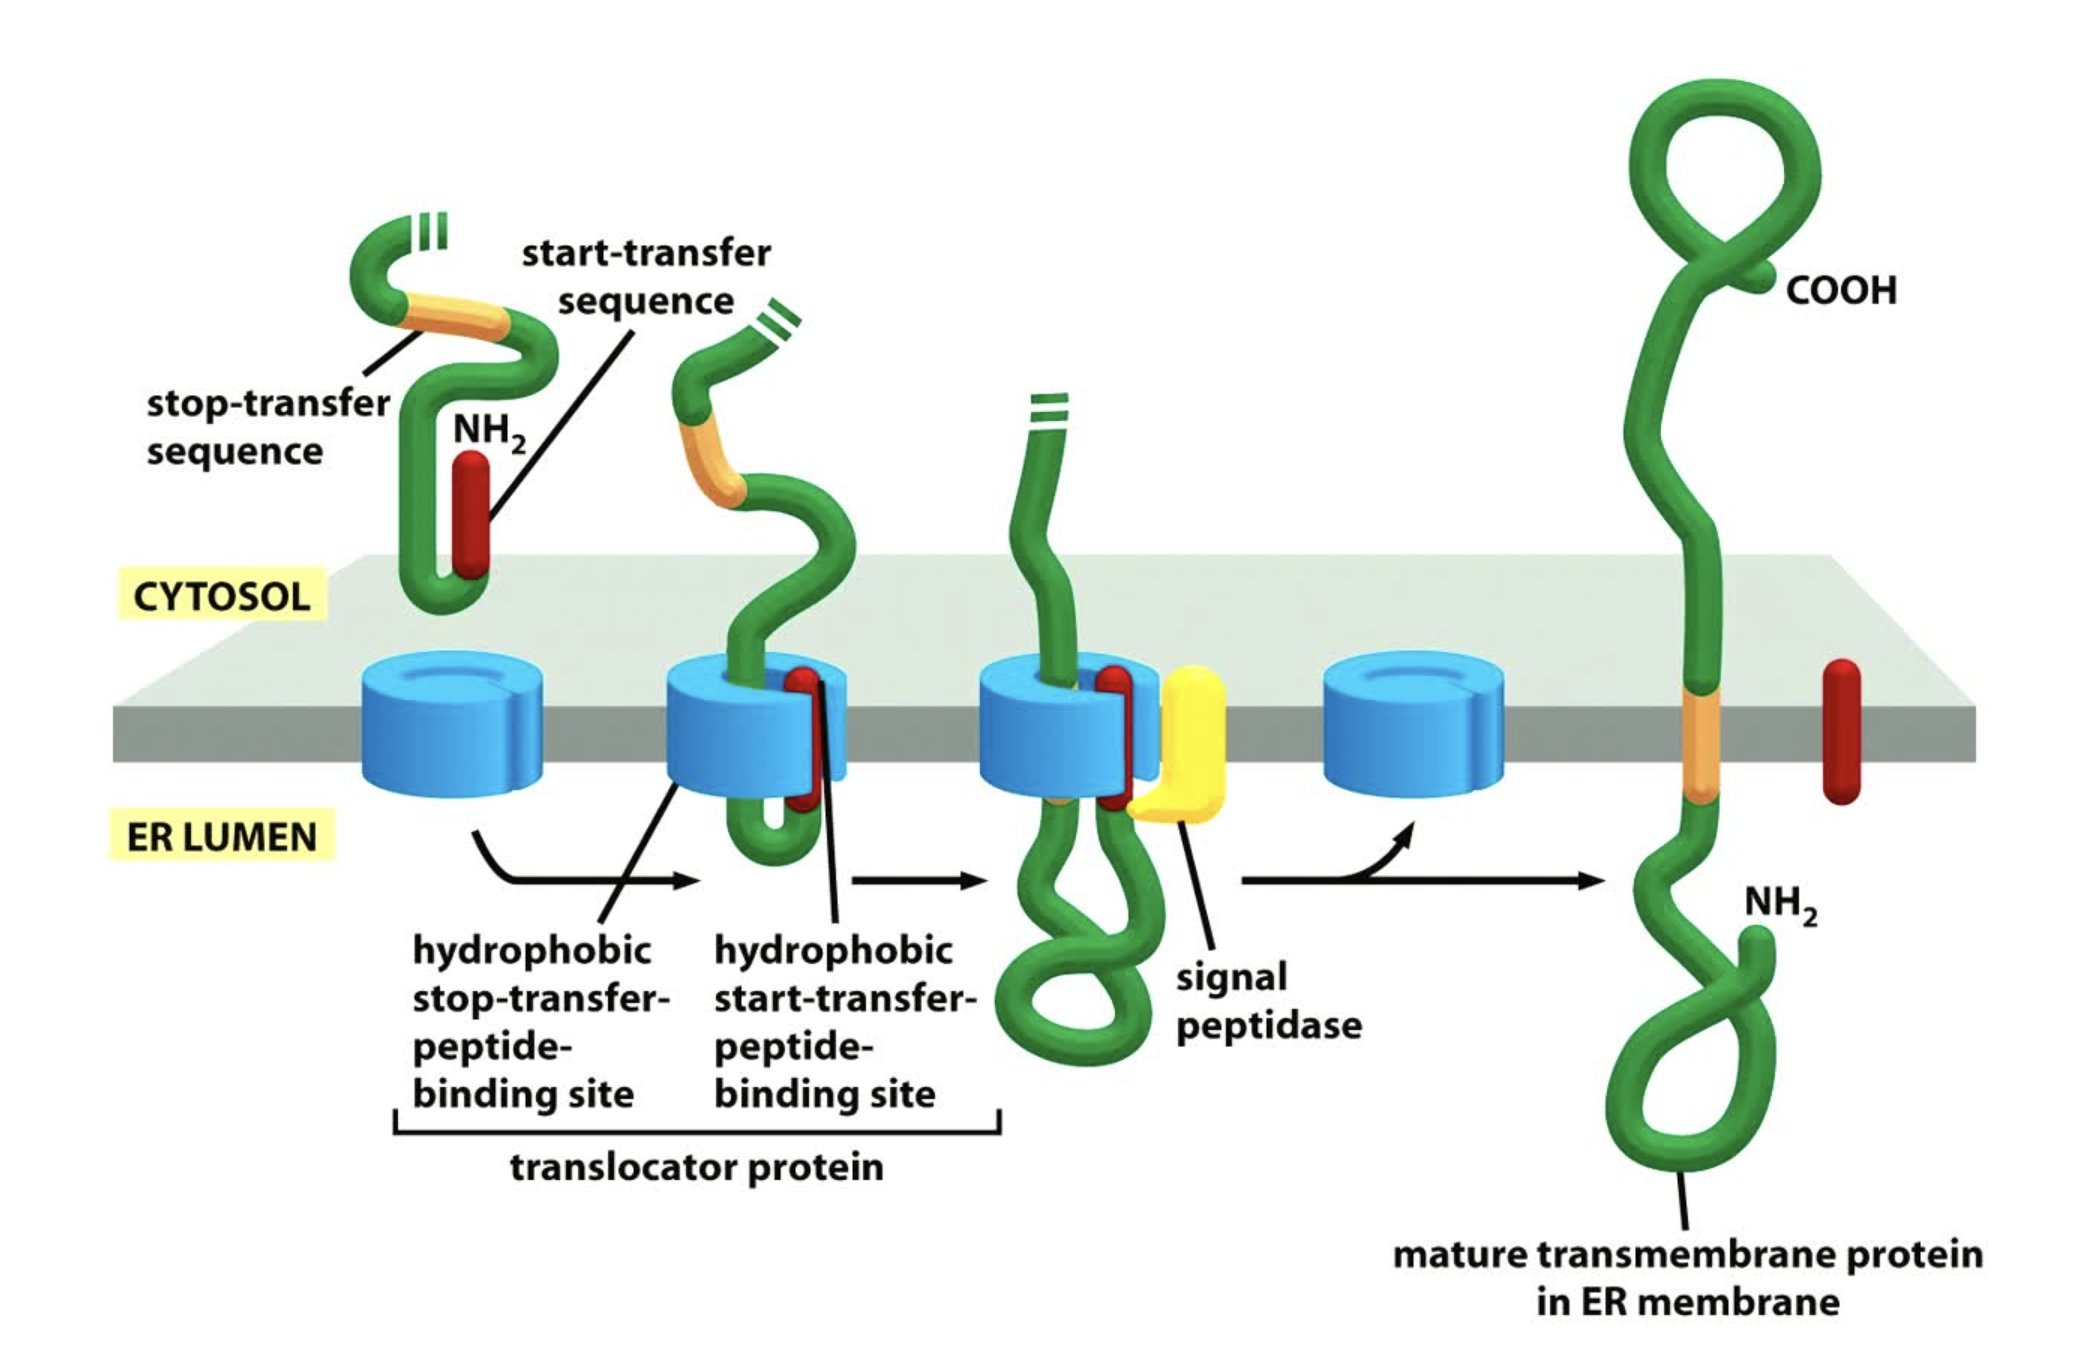 start-transfer
sequence
COOH
stop-transfer
sequence
NH₂
CYTOSOL
ER LUMEN
NH₂
hydrophobic
stop-transfer-
peptide-
binding site
hydrophobic
start-transfer-
peptide-
binding site
signal
peptidase
translocator protein
mature transmembrane protein
in ER membrane